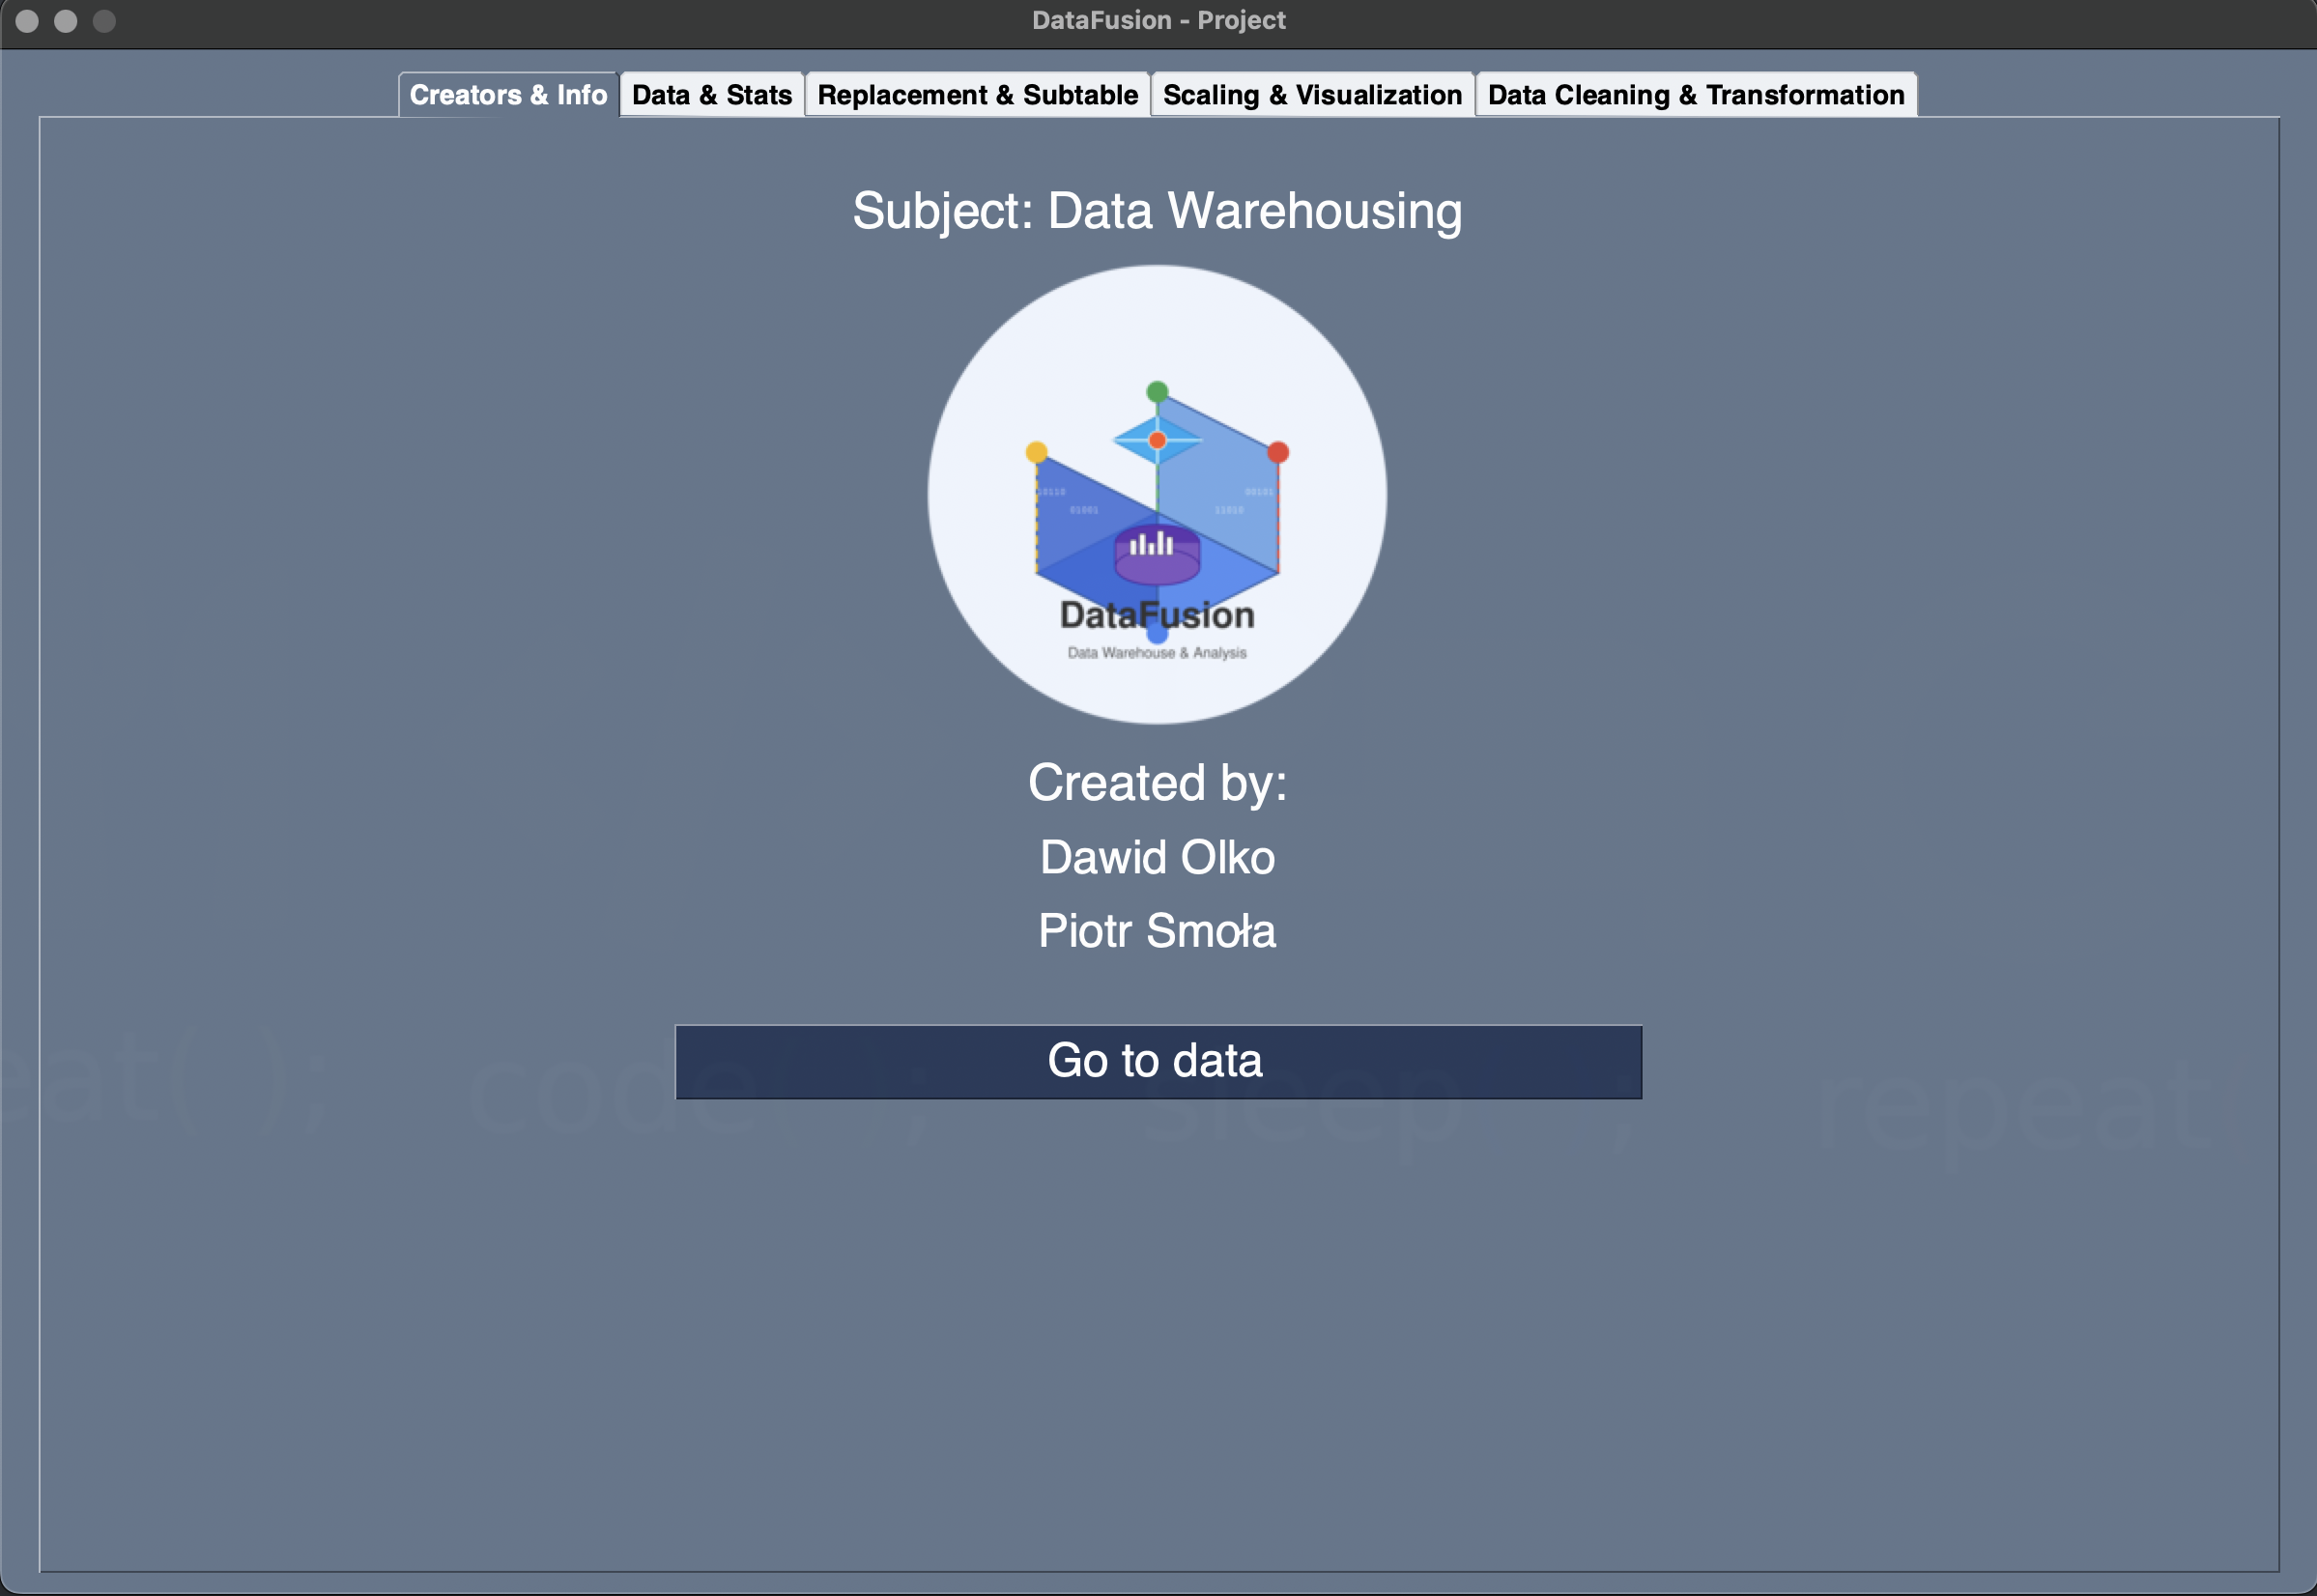 DataFusion - Project
Creators & Info Data & Stats Replacement & Subtable Scaling & Visualization Data Cleaning & Transformation
Subject: Data Warehousing
10110 00101
01001 11010
DataFusion
Data Warehouse & Analysis
Created by:
Dawid Olko
Piotr Smoła
Go to data
eat( ); code ); sleep ; repeat